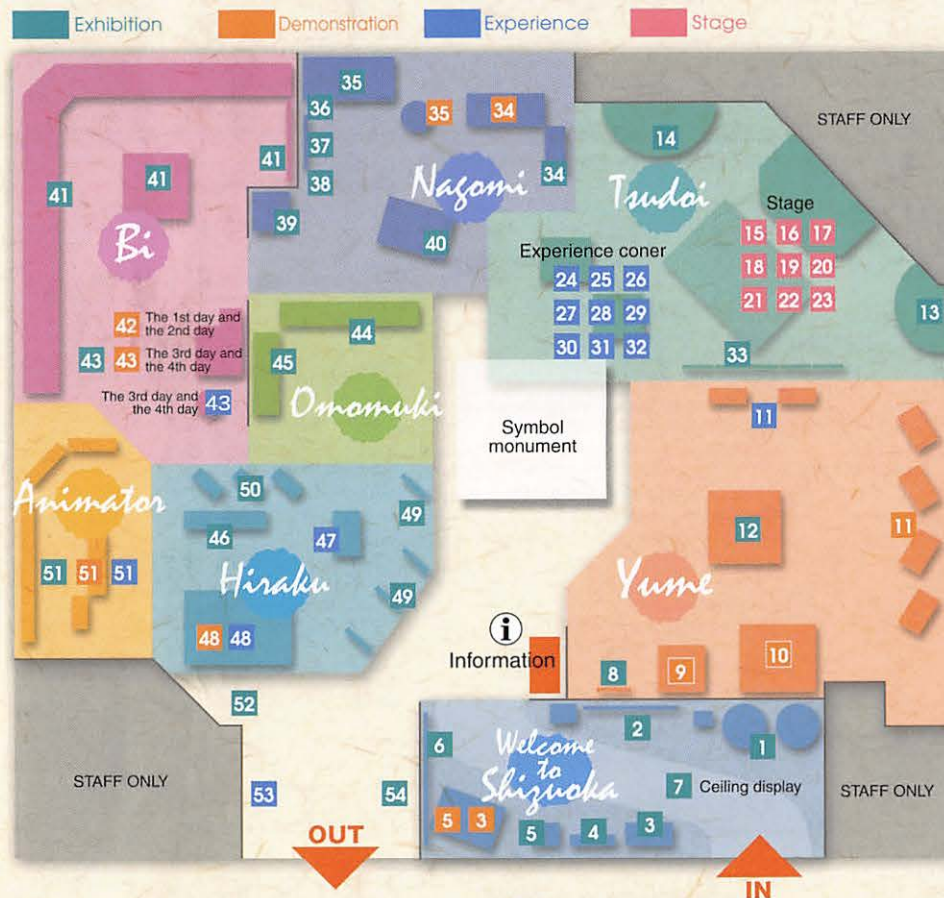 Exhibition Demonstration Experience Stage
STAFF ONLY
35
36
35 34
37
41
38
34
Nagomi
39
40
41
41
Bi
14
Tsudoi
Stage
15 16 17
18 19 20
21 22 23
13
Experience coner
24 25 26
27 28 29
30 31 32
33
42 The 1st day and
the 2nd day
43 43 The 3rd day and
the 4th day
The 3rd day and
the 4th day 43
44
45
Omomuki
Symbol
monument
11
11
12
Yume
Animator
51 51 51
50
46
47
49
49
Hiraku
48 48
i
Information
8
9
10
52
STAFF ONLY
53
54
OUT
6
2
1
Welcome
to
Shizuoka
7 Ceiling display
5 3
5
4
3
STAFF ONLY
IN